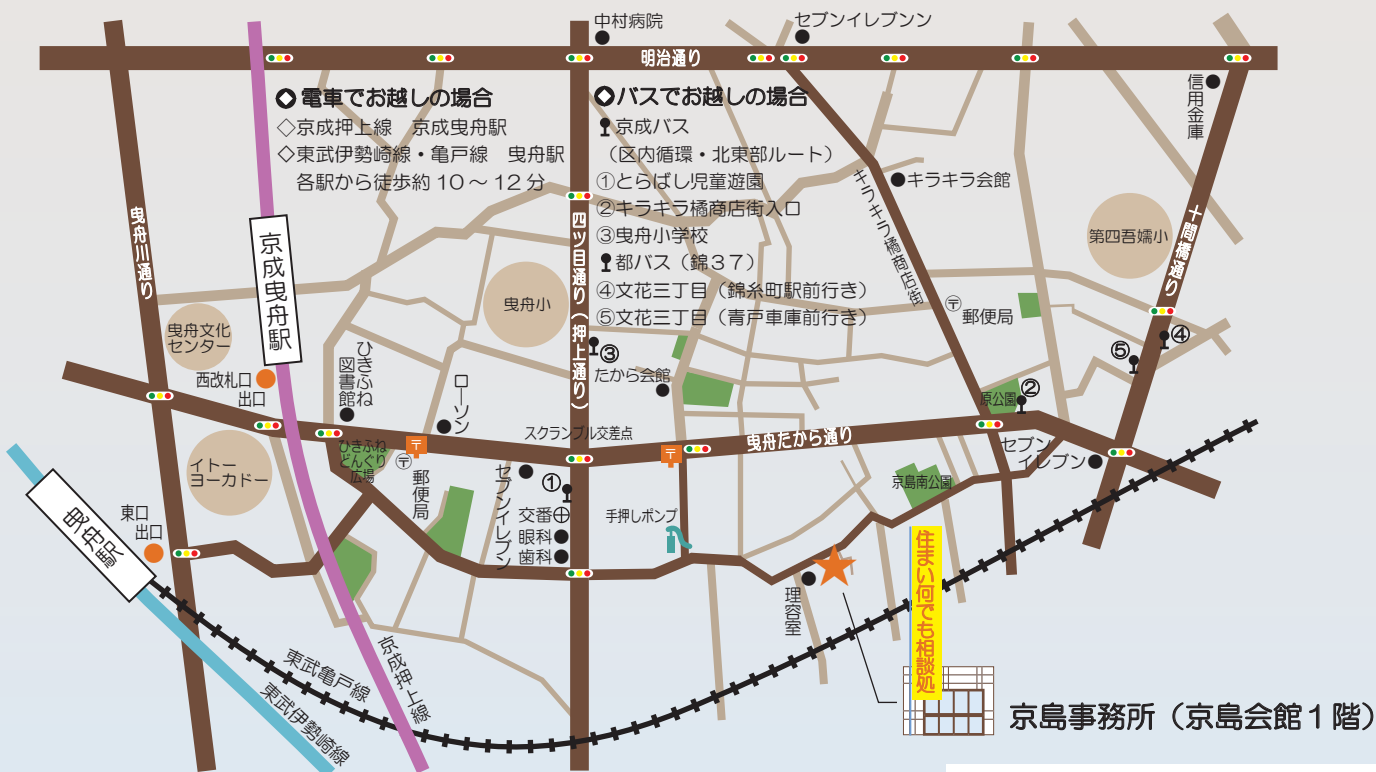 中村病院
セブンイレブンン
明治通り
信用金庫
電車でお越しの場合
◇京成押上線　京成曳舟駅
◇東武伊勢崎線・亀戸線　曳舟駅
各駅から徒歩約 10 ～ 12 分
バスでお越しの場合
京成バス
（区内循環・北東部ルート）
①とらばし児童遊園
②キラキラ橘商店街入口
③曳舟小学校
都バス（錦３７）
④文花三丁目（錦糸町駅前行き）
⑤文花三丁目（青戸車庫前行き）
キラキラ会館
キラキラ橘商店街
第四吾嬬小
十間橋通り
曳舟川通り
京成曳舟駅
四ツ目通り（押上通り）
曳舟小
曳舟文化
センター
〒
郵便局
④
⑤
③
たから会館
西改札口
出口
ひきふね
図書館
ローソン
原公園
②
スクランブル交差点
曳舟たから通り
〒
〒
セブン
イレブン
ひきふね
どんぐり
広場
〒
郵便局
イトー
ヨーカドー
セブンイレブン
①
交番
眼科
歯科
手押しポンプ
京島南公園
東口
出口
曳舟駅
理容室
住まい何でも相談処
東武亀戸線
東武伊勢崎線
京成押上線
京島事務所（京島会館１階）